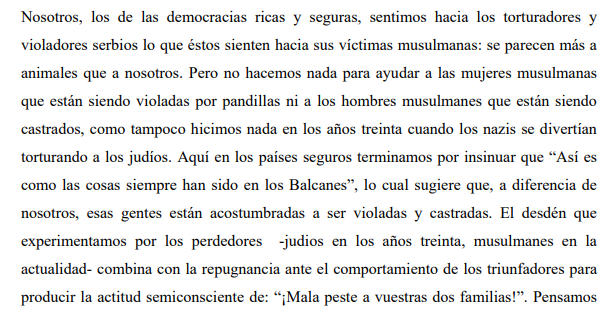 Nosotros, los de las democracias ricas y seguras, sentimos hacia los torturadores y
violadores serbios lo que éstos sienten hacia sus víctimas musulmanas: se parecen más a
animales que a nosotros. Pero no hacemos nada para ayudar a las mujeres musulmanas
que están siendo violadas por pandillas ni a los hombres musulmanes que están siendo
castrados, como tampoco hicimos nada en los años treinta cuando los nazis se divertían
torturando a los judíos. Aquí en los países seguros terminamos por insinuar que “Así es
como las cosas siempre han sido en los Balcanes”, lo cual sugiere que, a diferencia de
nosotros, esas gentes están acostumbradas a ser violadas y castradas. El desdén que
experimentamos por los perdedores -judios en los años treinta, musulmanes en la
actualidad- combina con la repugnancia ante el comportamiento de los triunfadores para
producir la actitud semiconsciente de: “¡Mala peste a vuestras dos familias!”. Pensamos